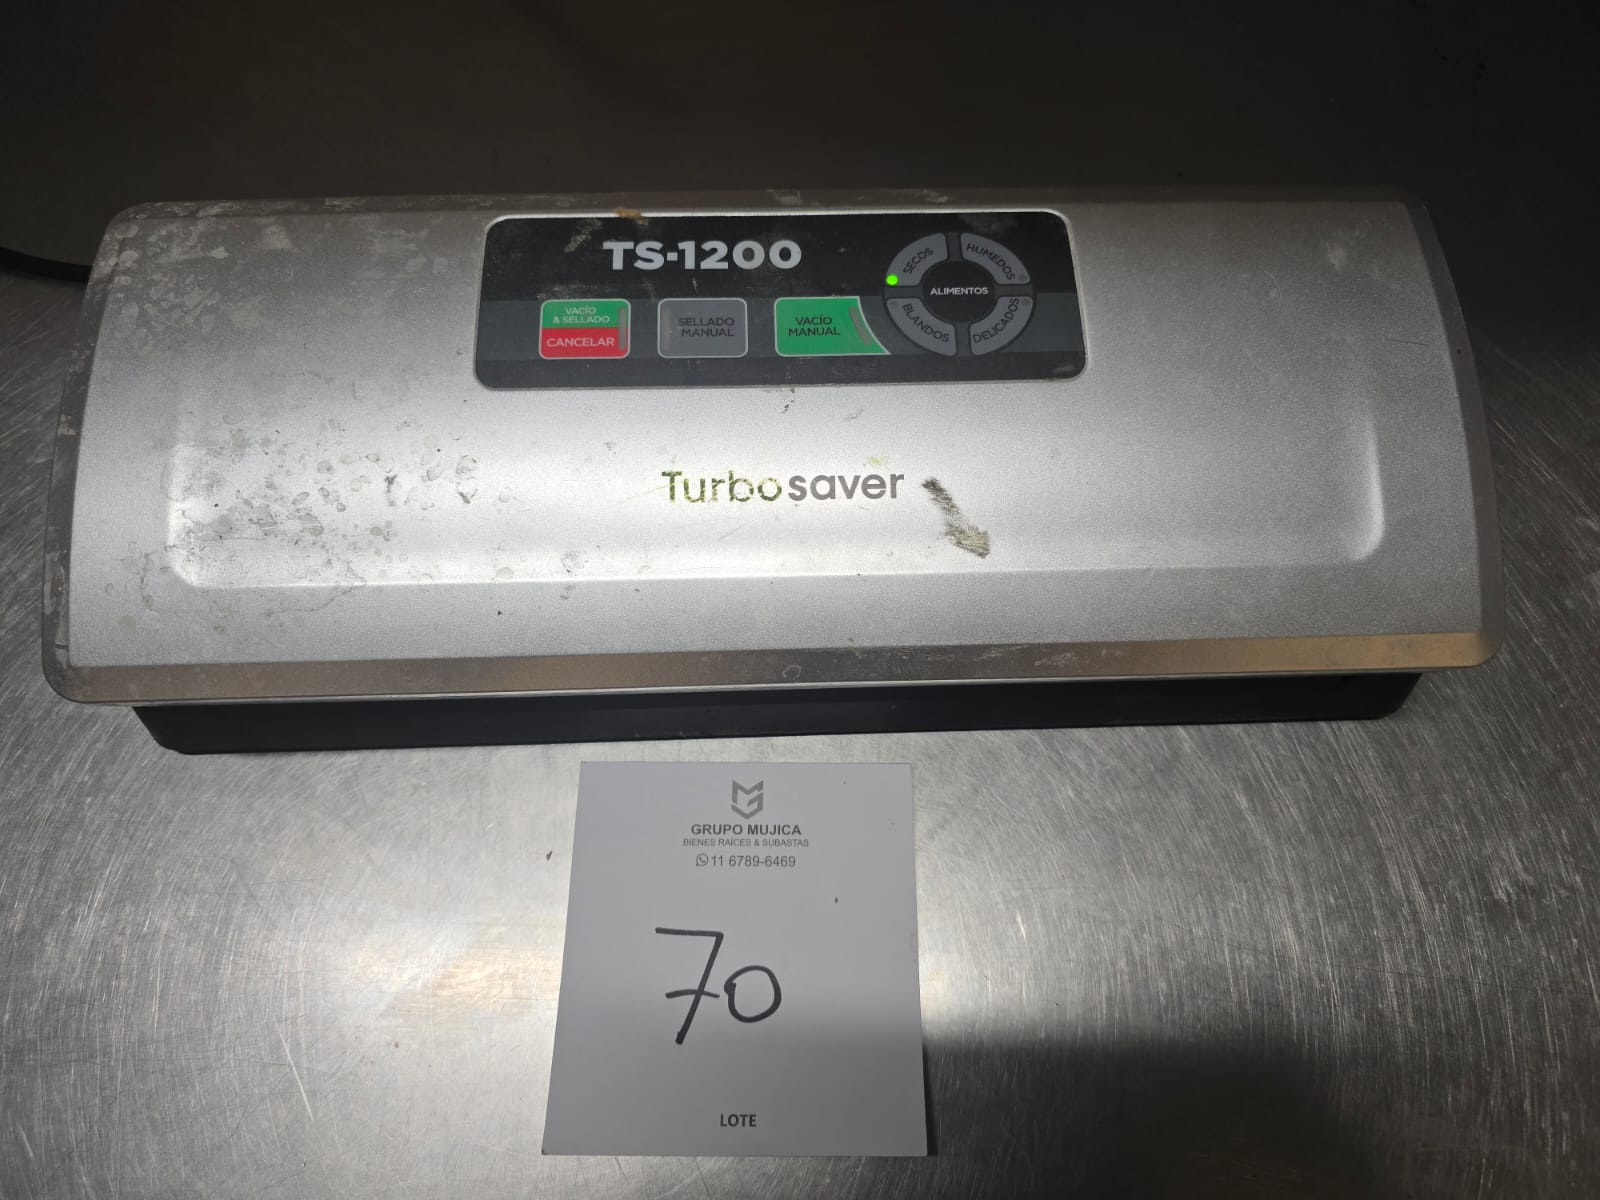 TS-1200
VACÍO
& SELLADO
CANCELAR
SELLADO
MANUAL
VACÍO
MANUAL
SECOS
HUMEDOS
ALIMENTOS
BLANDOS
DELICADOS
Turbosaver
GRUPO MUJICA
BIENES RAÍCES & SUBASTAS
11 6789-6469
70
LOTE